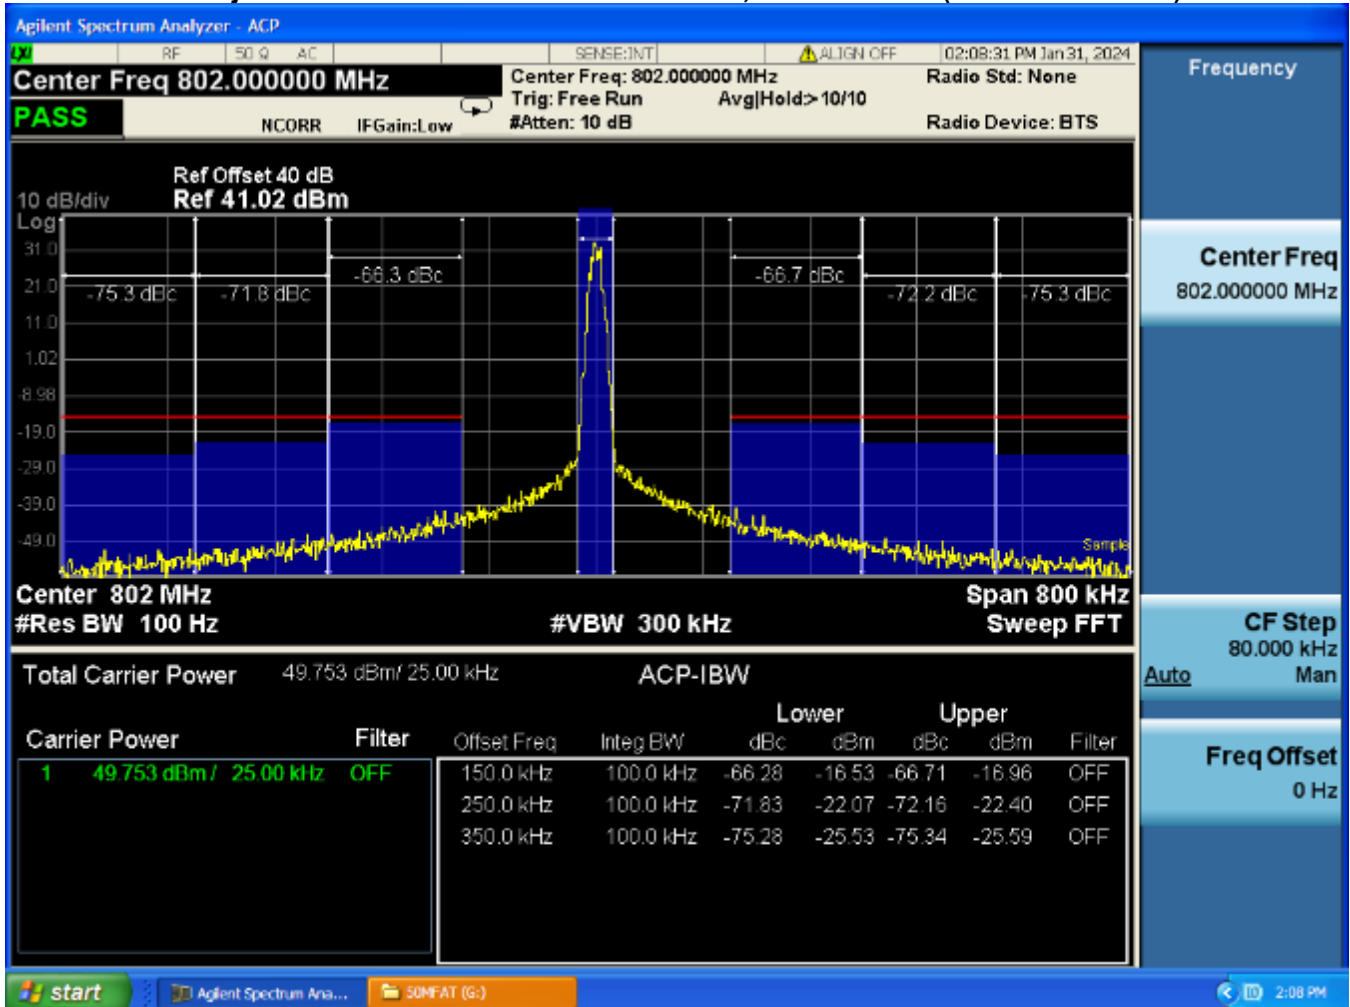 Agilent Spectrum Analyzer - ACP
LXI RF 50 Ω AC SENSE:INT ALIGN OFF 02:08:31 PM Jan 31, 2024
Center Freq 802.000000 MHz
Center Freq: 802.000000 MHz
Radio Std: None
Trig: Free Run
Avg|Hold:>10/10
PASS
NCORR
IFGain:Low
#Atten: 10 dB
Radio Device: BTS
Ref Offset 40 dB
10 dB/div
Ref 41.02 dBm
Log
31.0
21.0
11.0
1.02
-8.98
-19.0
-29.0
-39.0
-49.0
-75.3 dBc
-71.8 dBc
-66.3 dBc
-66.7 dBc
-72.2 dBc
-75.3 dBc
Sample
Center 802 MHz
Span 800 kHz
#Res BW 100 Hz
#VBW 300 kHz
Sweep FFT
Total Carrier Power 49.753 dBm/ 25.00 kHz
ACP-IBW
Lower Upper
Carrier Power Filter
Offset Freq Integ BW dBc dBm dBc dBm Filter
1 49.753 dBm / 25.00 kHz OFF
150.0 kHz 100.0 kHz -66.28 -16.53 -66.71 -16.96 OFF
250.0 kHz 100.0 kHz -71.83 -22.07 -72.16 -22.40 OFF
350.0 kHz 100.0 kHz -75.28 -25.53 -75.34 -25.59 OFF
Frequency
Center Freq
802.000000 MHz
CF Step
80.000 kHz
Auto Man
Freq Offset
0 Hz
start
Agilent Spectrum Ana...
50MFAT (G:)
2:08 PM